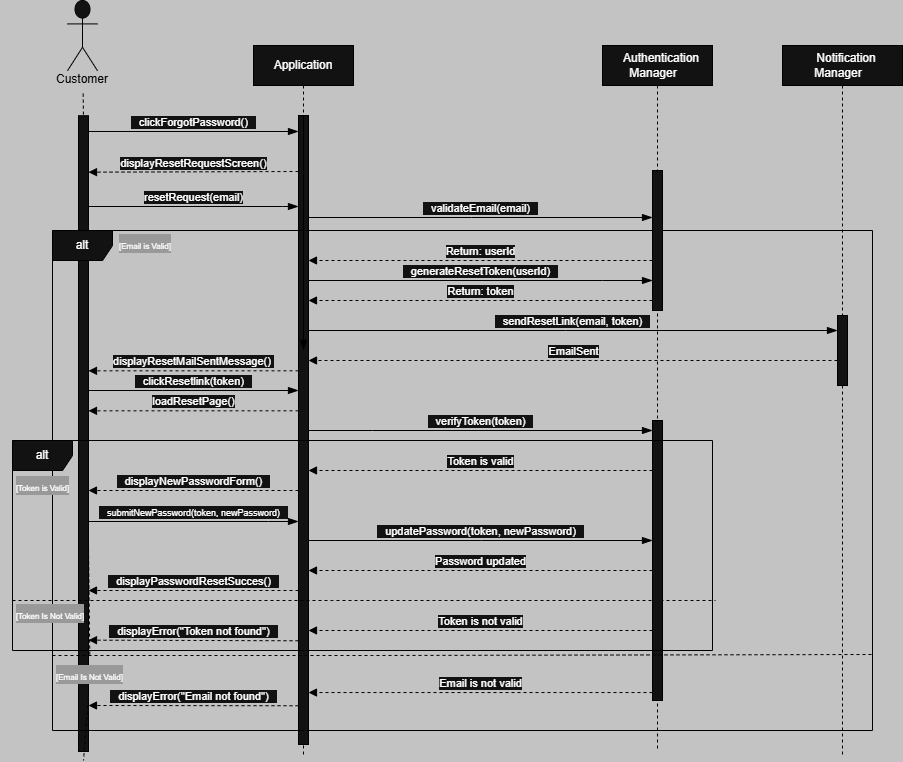 Customer
Application
Authentication
Manager
Notification
Manager
clickForgotPassword()
displayResetRequestScreen()
resetRequest(email)
validateEmail(email)
alt
[Email is Valid]
Return: userId
generateResetToken(userId)
Return: token
sendResetLink(email, token)
EmailSent
displayResetMailSentMessage()
clickResetlink(token)
loadResetPage()
verifyToken(token)
alt
Token is valid
[Token is Valid]
displayNewPasswordForm()
submitNewPassword(token, newPassword)
updatePassword(token, newPassword)
Password updated
displayPasswordResetSucces()
[Token Is Not Valid]
Token is not valid
displayError("Token not found")
[Email Is Not Valid]
Email is not valid
displayError("Email not found")